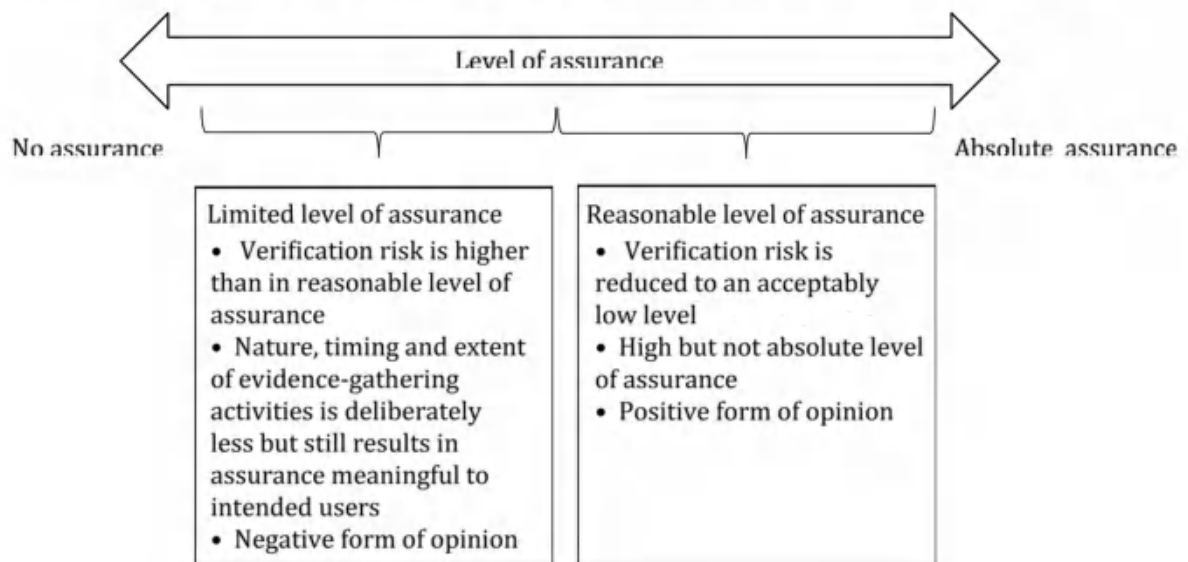 Level of assurance
No assurance
Absolute assurance
Limited level of assurance
• Verification risk is higher
than in reasonable level of
assurance
• Nature, timing and extent
of evidence-gathering
activities is deliberately
less but still results in
assurance meaningful to
intended users
• Negative form of opinion
Reasonable level of assurance
• Verification risk is
reduced to an acceptably
low level
• High but not absolute level
of assurance
• Positive form of opinion